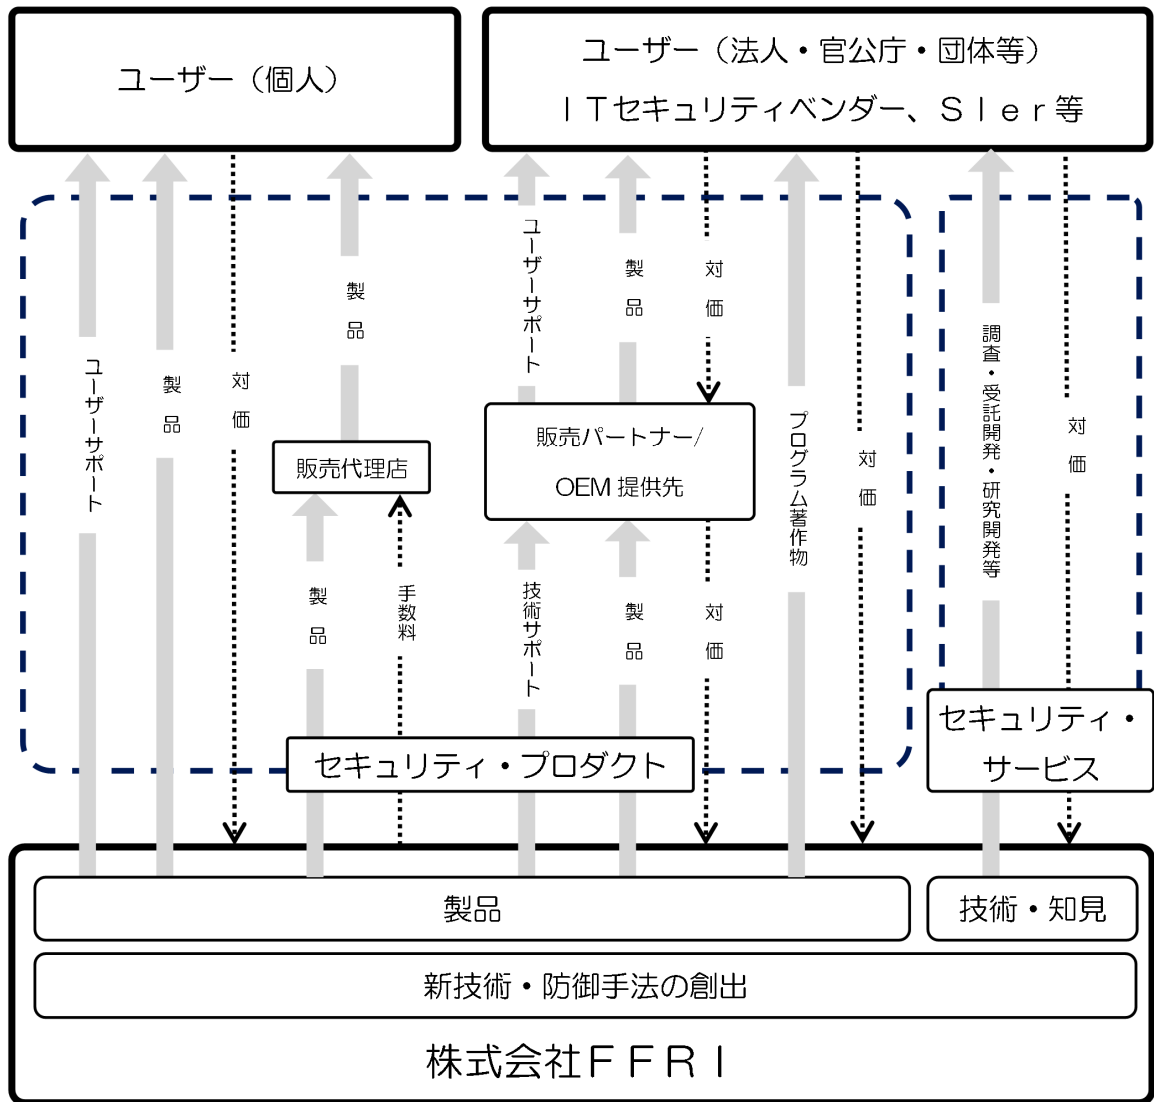 ユーザー（個人）
ユーザー（法人・官公庁・団体等）
ＩＴセキュリティベンダー、ＳＩｅｒ等
ユーザーサポート
製品
対価
製品
販売代理店
製品
手数料
ユーザーサポート
製品
対価
販売パートナー/
OEM 提供先
技術サポート
製品
対価
プログラム著作物
対価
調査・受託開発・研究開発等
対価
セキュリティ・プロダクト
セキュリティ・
サービス
製品
技術・知見
新技術・防御手法の創出
株式会社ＦＦＲＩ